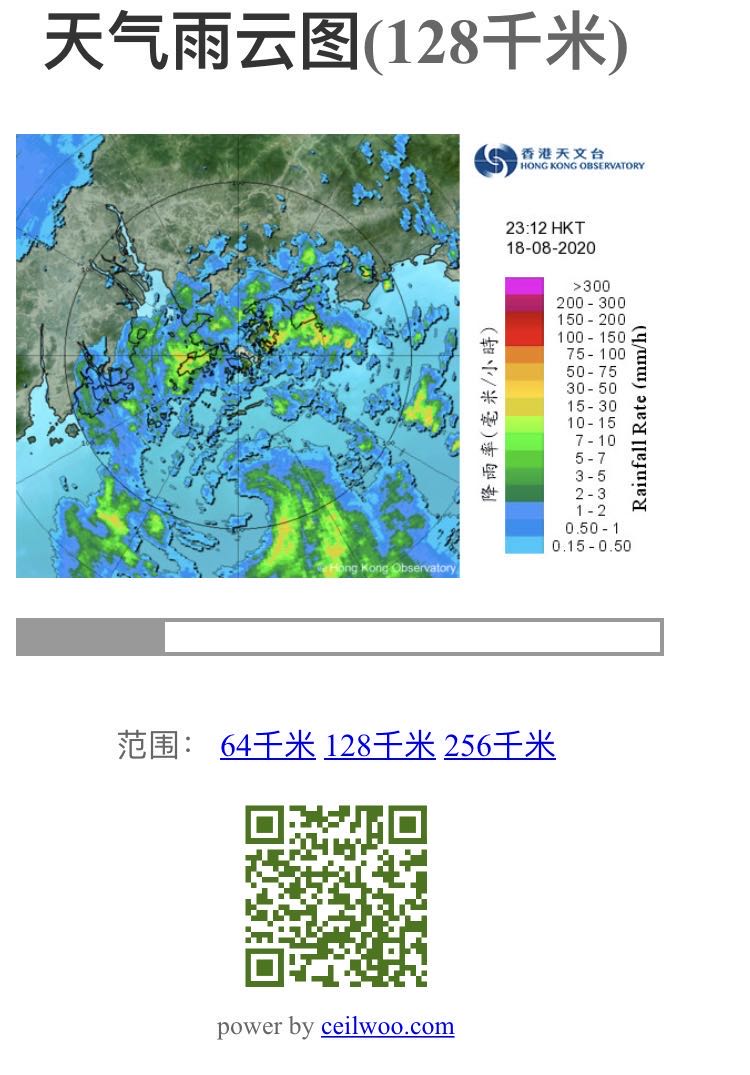 天气雨云图(128千米)
香港天文台
HONG KONG OBSERVATORY
23:12 HKT
18-08-2020
降雨率(毫米/小時)
>300
200 - 300
150 - 200
100 - 150
75 - 100
50 - 75
30 - 50
15 - 30
10 - 15
7 - 10
5 - 7
3 - 5
2 - 3
1 - 2
0.50 - 1
0.15 - 0.50
Rainfall Rate (mm/h)
© Hong Kong Observatory
范围： 64千米 128千米 256千米
power by ceilwoo.com